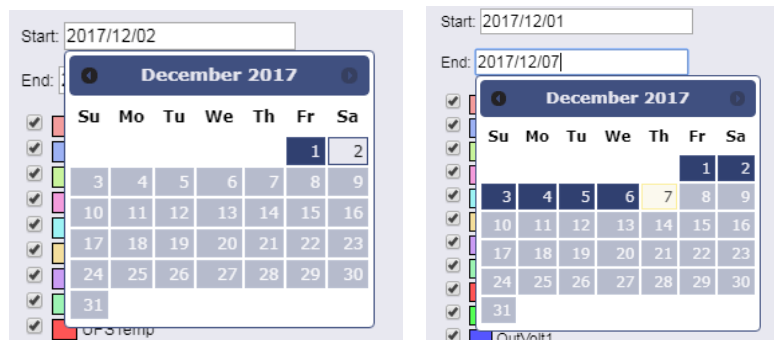 Start: 2017/12/02
End:
December 2017
Su Mo Tu We Th Fr Sa
1 2
3 4 5 6 7 8 9
10 11 12 13 14 15 16
17 18 19 20 21 22 23
24 25 26 27 28 29 30
31
UPSTemp
Start: 2017/12/01
End: 2017/12/07
December 2017
Su Mo Tu We Th Fr Sa
1 2
3 4 5 6 7 8 9
10 11 12 13 14 15 16
17 18 19 20 21 22 23
24 25 26 27 28 29 30
31
OutVolt1